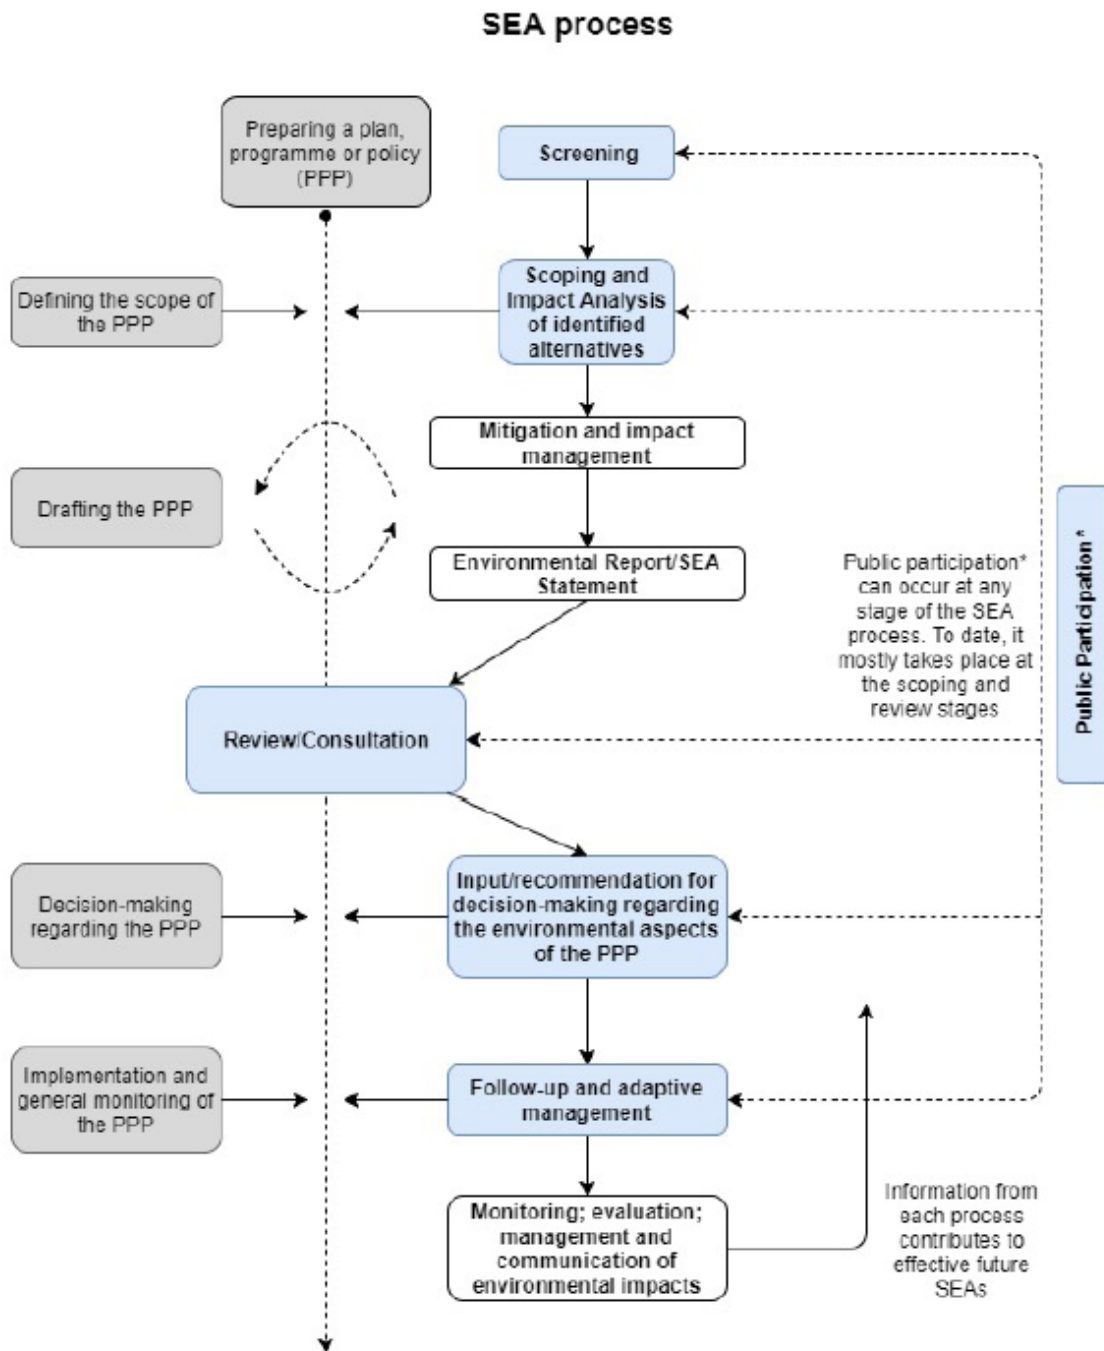 SEA process
Preparing a plan,
programme or policy
(PPP)
Screening
Defining the scope of
the PPP
Scoping and
Impact Analysis
of identified
alternatives
Mitigation and impact
management
Drafting the PPP
Environmental Report/SEA
Statement
Public participation*
can occur at any
stage of the SEA
process. To date, it
mostly takes place at
the scoping and
review stages
Public Participation*
Review/Consultation
Decision-making
regarding the PPP
Input/recommendation for
decision-making regarding
the environmental aspects
of the PPP
Implementation and
general monitoring of
the PPP
Follow-up and adaptive
management
Monitoring; evaluation;
management and
communication of
environmental impacts
Information from
each process
contributes to
effective future
SEAs